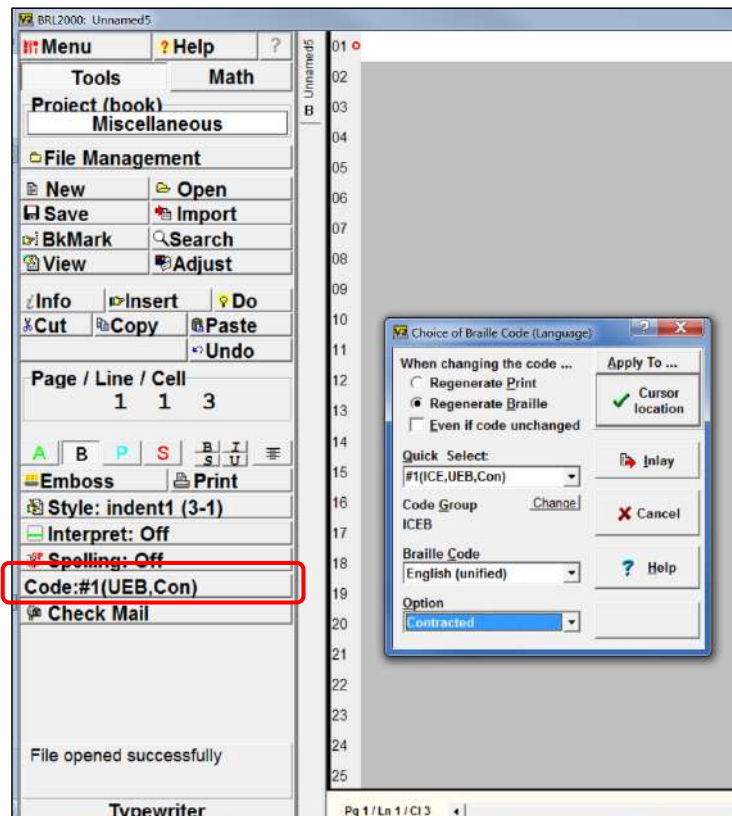 BRL2000: Unnamed5
Menu ? Help ?
Tools Math
Project (book)
Miscellaneous
File Management
New Open
Save Import
BkMark Search
View Adjust
Info Insert Do
Cut Copy Paste
Undo
Page / Line / Cell
1 1 3
A B P S B S I U
Emboss Print
Style: indent1 (3-1)
Interpret: Off
Spelling: Off
Code:#1(UEB,Con)
Check Mail
File opened successfully
Typewriter
Unnamed5
B
01
02
03
04
05
06
07
08
09
10
11
12
13
14
15
16
17
18
19
20
21
22
23
24
25
Pg 1 / Ln 1 / Cl 3
Choice of Braille Code (Language)
? X
When changing the code ...
Regenerate Print
Regenerate Braille
Even if code unchanged
Quick Select:
#1(ICE,UEB,Con)
Code Group Change
ICEB
Braille Code
English (unified)
Option
Contracted
Apply To ...
Cursor
location
Inlay
Cancel
? Help